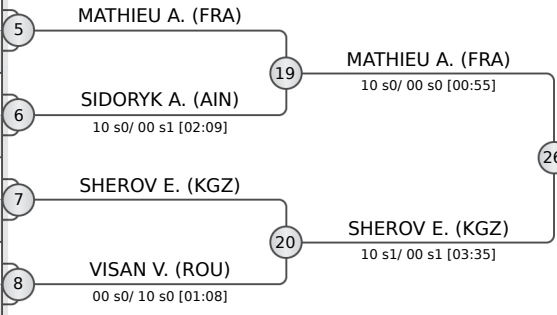 MATHIEU A. (FRA)
5
19
MATHIEU A. (FRA)
10 s0/ 00 s0 [00:55]
SIDORYK A. (AIN)
6
10 s0/ 00 s1 [02:09]
26
SHEROV E. (KGZ)
7
20
SHEROV E. (KGZ)
10 s1/ 00 s1 [03:35]
VISAN V. (ROU)
8
00 s0/ 10 s0 [01:08]